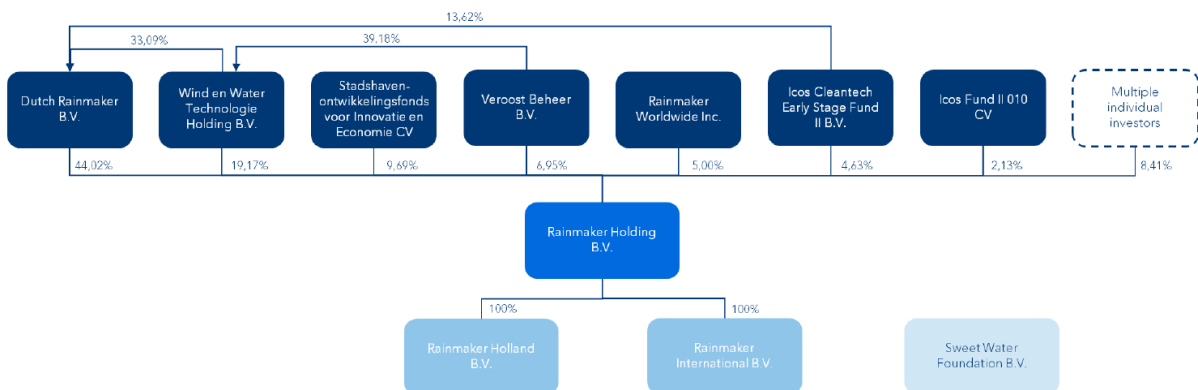 13,62%
33,09%
39,18%
Dutch Rainmaker
B.V.
Wind en Water
Technologie
Holding B.V.
Stadshaven-
ontwikkelingsfonds
voor Innovatie en
Economie CV
Veroost Beheer
B.V.
Rainmaker
Worldwide Inc.
Icos Cleantech
Early Stage Fund
II B.V.
Icos Fund II 010
CV
Multiple
individual
investors
44,02%
19,17%
9,69%
6,95%
5,00%
4,63%
2,13%
8,41%
Rainmaker Holding
B.V.
100%
100%
Rainmaker Holland
B.V.
Rainmaker
International B.V.
Sweet Water
Foundation B.V.